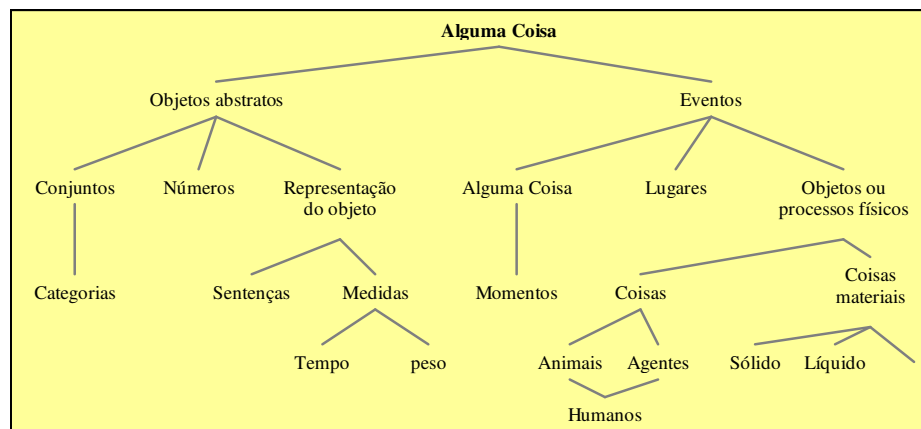 Alguma Coisa
Objetos abstratos
Eventos
Conjuntos
Números
Representação
do objeto
Alguma Coisa
Lugares
Objetos ou
processos físicos
Categorias
Sentenças
Medidas
Momentos
Coisas
Coisas
materiais
Tempo
peso
Animais
Agentes
Sólido
Líquido
Humanos